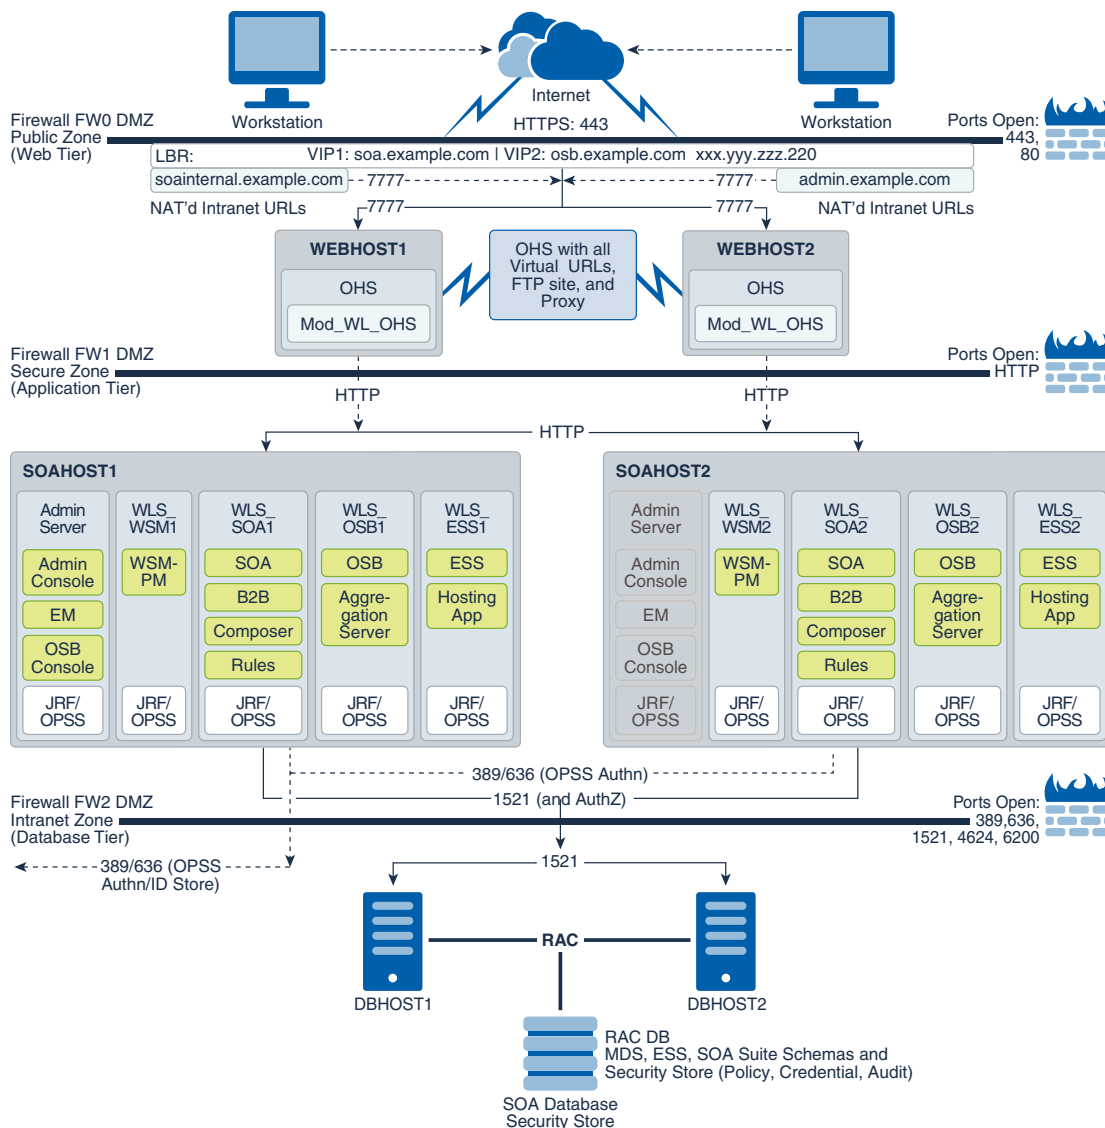 Internet
Workstation
Workstation
HTTPS: 443
Firewall FW0 DMZ
Public Zone
(Web Tier)
Ports Open:
443,
80
LBR:
VIP1: soa.example.com | VIP2: osb.example.com xxx.yyy.zzz.220
soainternal.example.com
7777
7777
admin.example.com
NAT'd Intranet URLs
7777
7777
NAT'd Intranet URLs
WEBHOST1
OHS
Mod_WL_OHS
OHS with all
Virtual URLs,
FTP site, and
Proxy
WEBHOST2
OHS
Mod_WL_OHS
Firewall FW1 DMZ
Secure Zone
(Application Tier)
Ports Open:
HTTP
HTTP
HTTP
HTTP
SOAHOST1
Admin
Server
Admin
Console
EM
OSB
Console
JRF/
OPSS
WLS_
WSM1
WSM-
PM
JRF/
OPSS
WLS_
SOA1
SOA
B2B
Composer
Rules
JRF/
OPSS
WLS_
OSB1
OSB
Aggre-
gation
Server
JRF/
OPSS
WLS_
ESS1
ESS
Hosting
App
JRF/
OPSS
SOAHOST2
Admin
Server
Admin
Console
EM
OSB
Console
JRF/
OPSS
WLS_
WSM2
WSM-
PM
JRF/
OPSS
WLS_
SOA2
SOA
B2B
Composer
Rules
JRF/
OPSS
WLS_
OSB2
OSB
Aggre-
gation
Server
JRF/
OPSS
WLS_
ESS2
ESS
Hosting
App
JRF/
OPSS
389/636 (OPSS Authn)
1521 (and AuthZ)
Firewall FW2 DMZ
Intranet Zone
(Database Tier)
Ports Open:
389,636,
1521, 4624, 6200
389/636 (OPSS
Authn/ID Store)
1521
RAC
DBHOST1
DBHOST2
RAC DB
MDS, ESS, SOA Suite Schemas and
Security Store (Policy, Credential, Audit)
SOA Database
Security Store